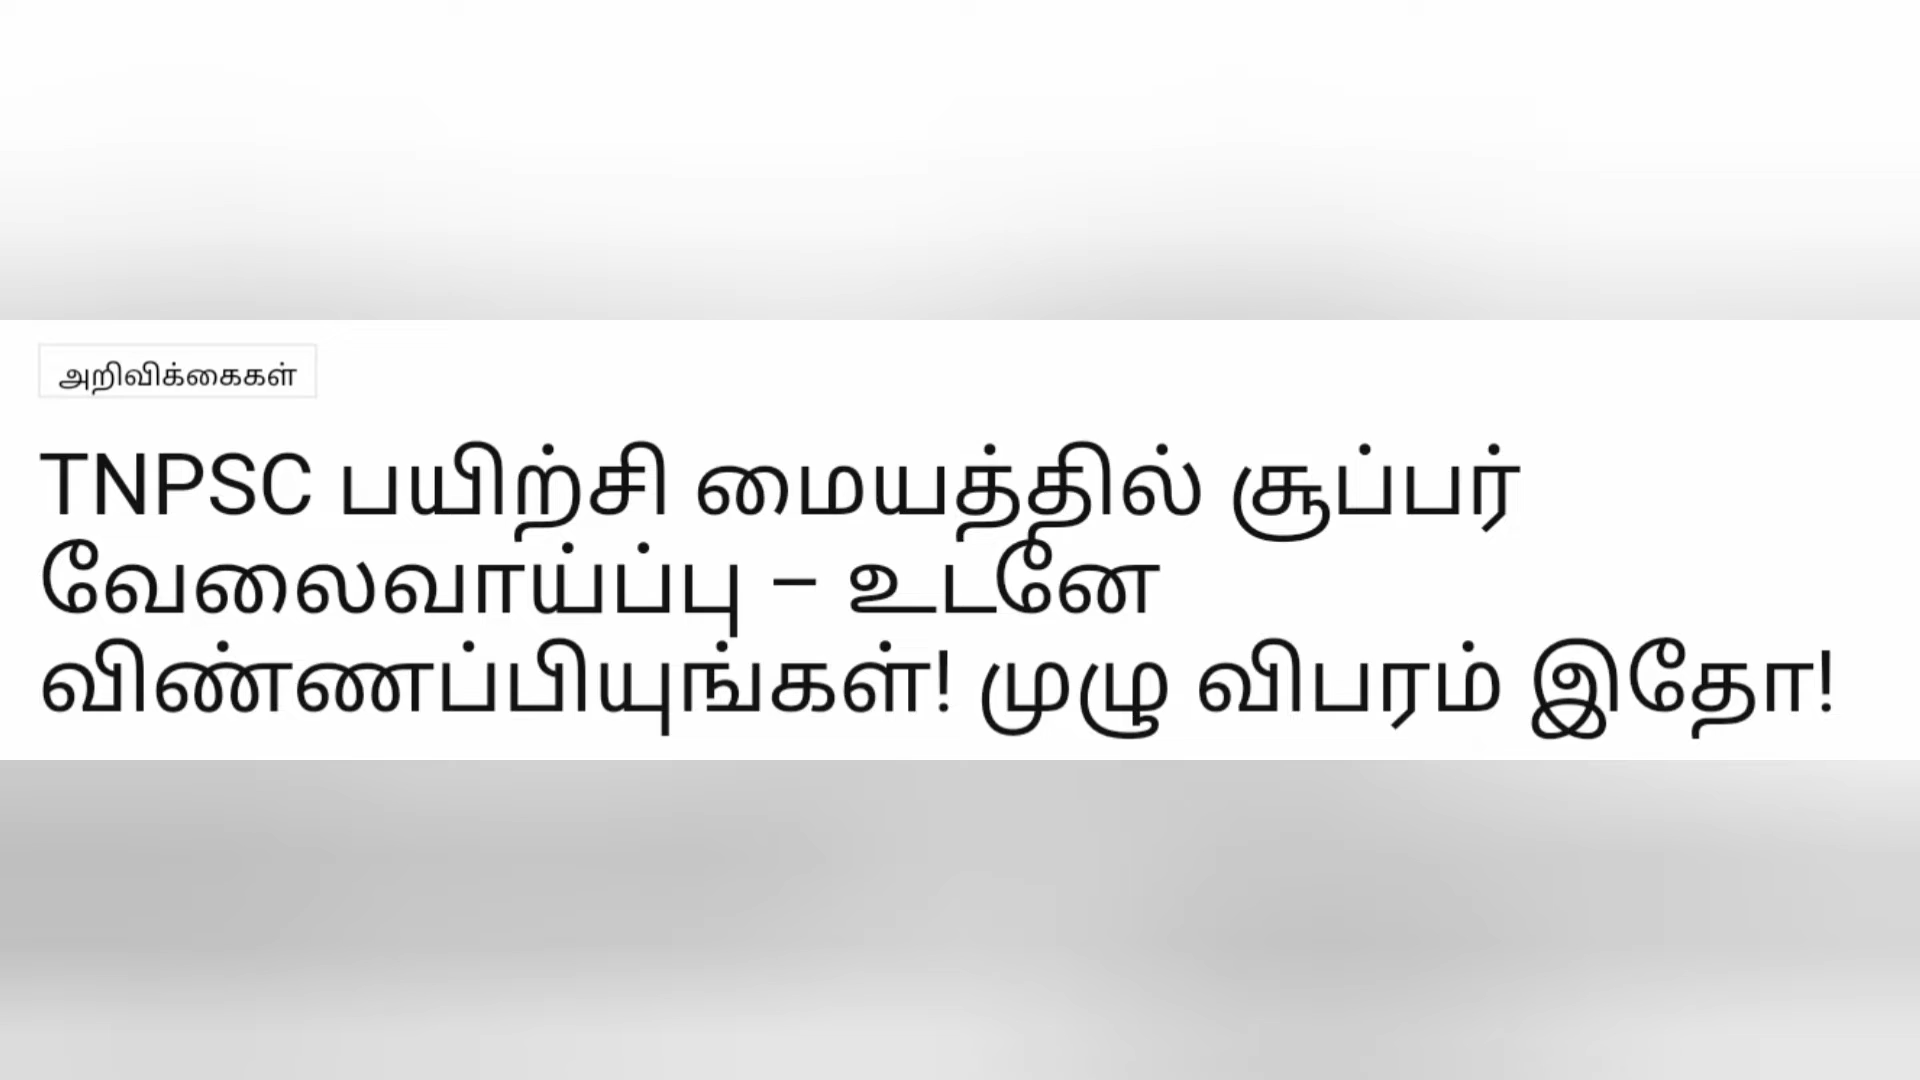 அறிவிக்கைகள்
TNPSC பயிற்சி மையத்தில் சூப்பர்
வேலைவாய்ப்பு – உடனே
விண்ணப்பியுங்கள்! முழு விபரம் இதோ!